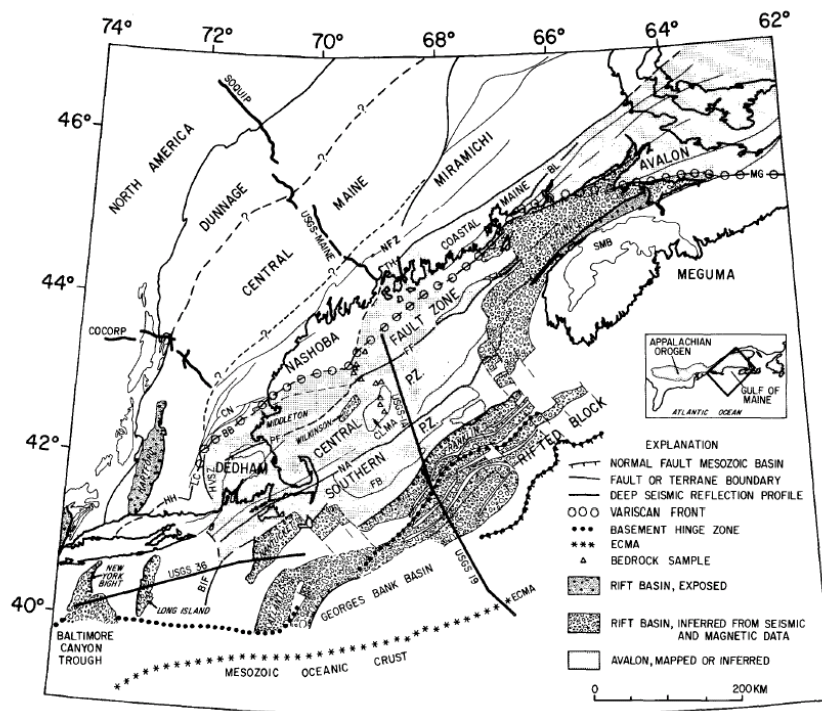 74° 72° 70° 68° 66° 64° 62°
46°
44°
42°
40°
SOQUIP
NORTH AMERICA
DUNNAGE
CENTRAL
MAINE
MIRAMICHI
USGS-MAINE
NFZ
COASTAL
MAINE
BL
AVALON
MG
SMB
MEGUMA
COCORP
NASHOBA
FAULT ZONE
CN
BB
MIDDLETON
WILKINSON
CENTRAL
PZ.
CLMA
DEDHAM
HH
LC
NA
SOUTHERN
PZ
FB
RIFTED BLOCK
USGS 36
BIF
NEW YORK
BIGHT
LONG ISLAND
GEORGES BANK BASIN
USGS 19
ECMA
BALTIMORE
CANYON
TROUGH
MESOZOIC OCEANIC CRUST
APPALACHIAN
OROGEN
GULF OF
MAINE
ATLANTIC OCEAN
EXPLANATION
NORMAL FAULT MESOZOIC BASIN
FAULT OR TERRANE BOUNDARY
DEEP SEISMIC REFLECTION PROFILE
VARISCAN FRONT
BASEMENT HINGE ZONE
ECMA
BEDROCK SAMPLE
RIFT BASIN, EXPOSED
RIFT BASIN, INFERRED FROM SEISMIC
AND MAGNETIC DATA
AVALON, MAPPED OR INFERRED
0 200KM